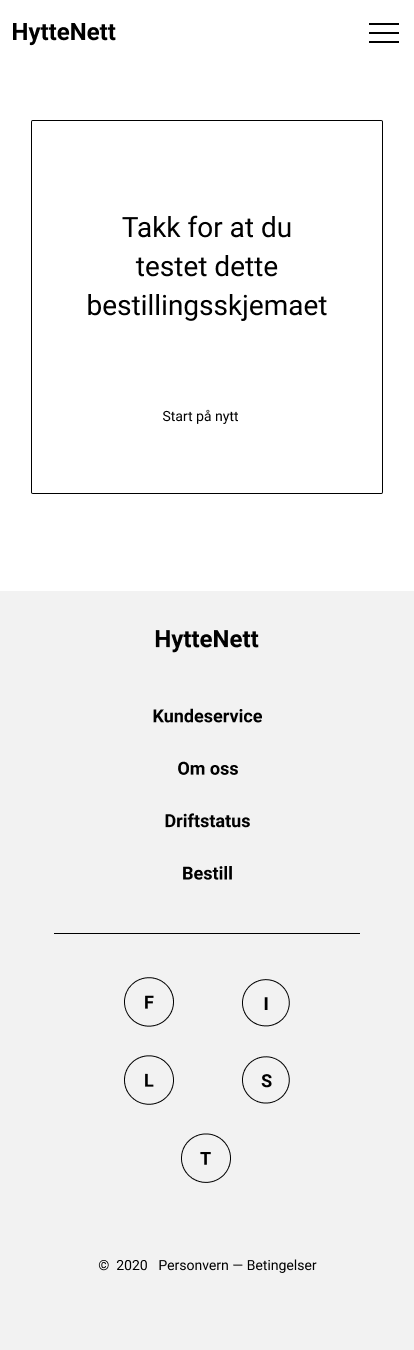 HytteNett
Takk for at du
testet dette
bestillingsskjemaet
Start på nytt
HytteNett
Kundeservice
Om oss
Driftstatus
Bestill
F I
L S
T
© 2020 Personvern — Betingelser